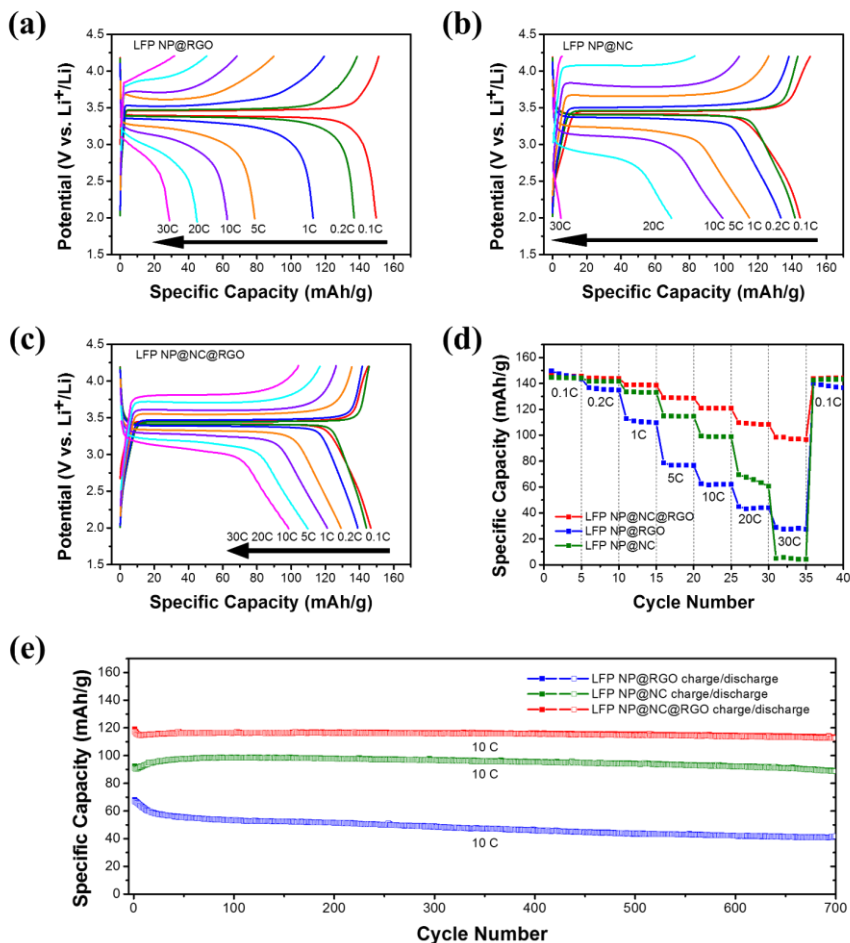 (a)
LFP NP@RGO
4.5
4.0
3.5
3.0
2.5
2.0
1.5
Potential (V vs. Li⁺/Li)
30C 20C 10C 5C 1C 0.2C 0.1C
0 20 40 60 80 100 120 140 160
Specific Capacity (mAh/g)
(b)
LFP NP@NC
4.5
4.0
3.5
3.0
2.5
2.0
1.5
Potential (V vs. Li⁺/Li)
30C 20C 10C 5C 1C 0.2C 0.1C
0 20 40 60 80 100 120 140 160
Specific Capacity (mAh/g)
(c)
LFP NP@NC@RGO
4.5
4.0
3.5
3.0
2.5
2.0
1.5
Potential (V vs. Li⁺/Li)
30C 20C 10C 5C 1C 0.2C 0.1C
0 20 40 60 80 100 120 140 160
Specific Capacity (mAh/g)
(d)
160
140
120
100
80
60
40
20
0
Specific Capacity (mAh/g)
0.1C
0.2C
1C
5C
10C
20C
30C
0.1C
LFP NP@NC@RGO
LFP NP@RGO
LFP NP@NC
0 5 10 15 20 25 30 35 40
Cycle Number
(e)
160
140
120
100
80
60
40
20
0
Specific Capacity (mAh/g)
LFP NP@RGO charge/discharge
LFP NP@NC charge/discharge
LFP NP@NC@RGO charge/discharge
10 C
10 C
10 C
0 100 200 300 400 500 600 700
Cycle Number